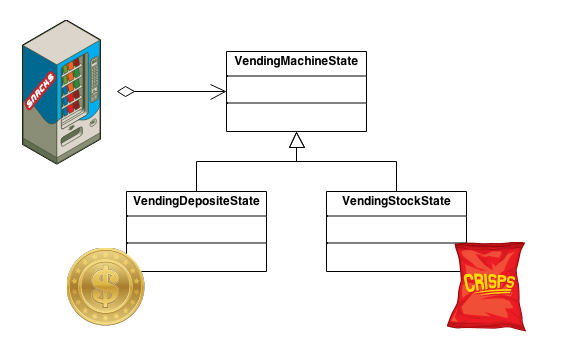 VendingMachineState
SNACKS
VendingDepositeState
VendingStockState
$
CRISPS